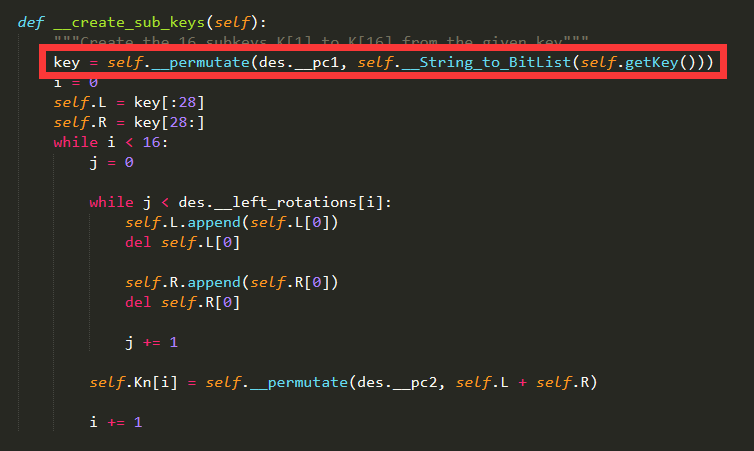 def __create_sub_keys(self):
"""Create the 16 subkeys K[1] to K[16] from the given key"""
key = self.__permutate(des.__pc1, self.__String_to_BitList(self.getKey()))
i = 0
self.L = key[:28]
self.R = key[28:]
while i < 16:
j = 0
while j < des.__left_rotations[i]:
self.L.append(self.L[0])
del self.L[0]
self.R.append(self.R[0])
del self.R[0]
j += 1
self.Kn[i] = self.__permutate(des.__pc2, self.L + self.R)
i += 1